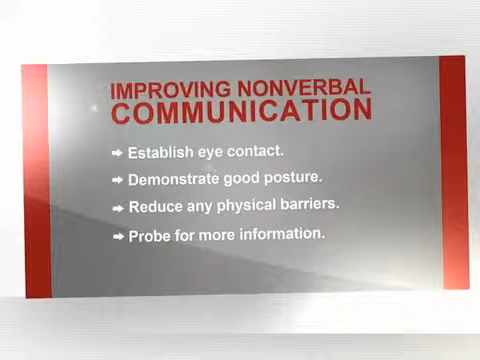 IMPROVING NONVERBAL
COMMUNICATION
Establish eye contact.
Demonstrate good posture.
Reduce any physical barriers.
Probe for more information.